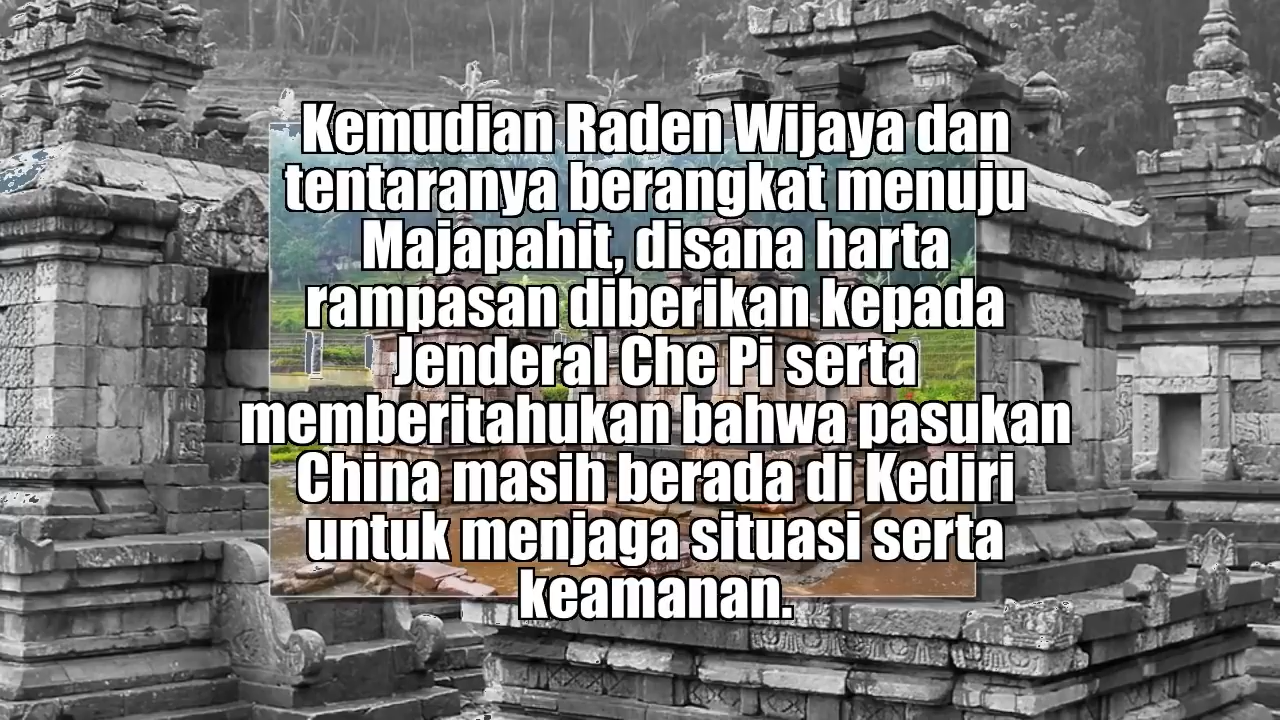 Kemudian Raden Wijaya dan
tentaranya berangkat menuju
Majapahit, disana harta
rampasan diberikan kepada
Jenderal Che Pi serta
memberitahukan bahwa pasukan
China masih berada di Kediri
untuk menjaga situasi serta
keamanan.